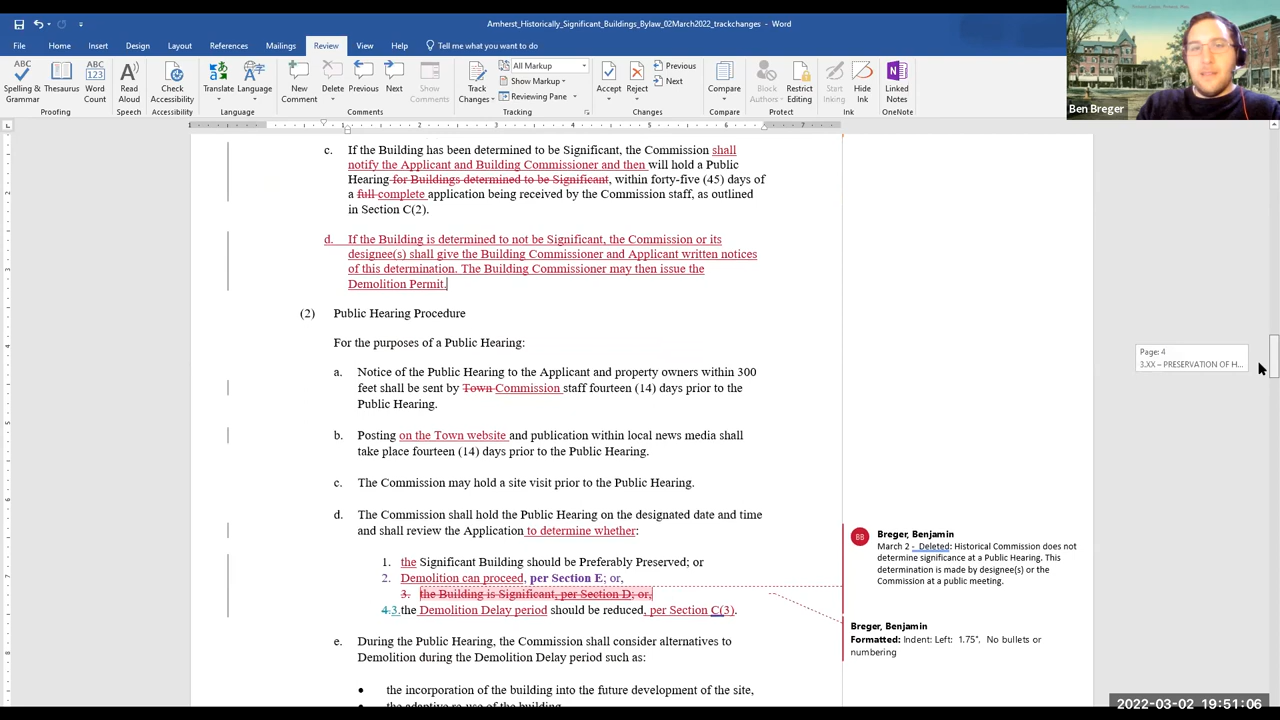 Amherst_Historically_Significant_Buildings_Bylaw_02March2022_trackchanges - Word
File Home Insert Design Layout References Mailings Review View Help Tell me what you want to do
ABC Spelling & Grammar
Thesaurus
ABC 123 Word Count
Read Aloud
Check Accessibility
Translate
Language
New Comment
Delete
Previous
Next
Show Comments
Track Changes
All Markup
Show Markup
Reviewing Pane
Accept
Reject
Previous
Next
Compare
Block Authors
Restrict Editing
Start Inking
Hide Ink
Linked Notes
Proofing Speech Accessibility Language Comments Tracking Changes Compare Protect Ink OneNote
Ben Breger
c. If the Building has been determined to be Significant, the Commission shall
notify the Applicant and Building Commissioner and then will hold a Public
Hearing for Buildings determined to be Significant, within forty-five (45) days of
a full complete application being received by the Commission staff, as outlined
in Section C(2).
d. If the Building is determined to not be Significant, the Commission or its
designee(s) shall give the Building Commissioner and Applicant written notices
of this determination. The Building Commissioner may then issue the
Demolition Permit.
(2) Public Hearing Procedure
For the purposes of a Public Hearing:
a. Notice of the Public Hearing to the Applicant and property owners within 300
feet shall be sent by Town Commission staff fourteen (14) days prior to the
Public Hearing.
b. Posting on the Town website and publication within local news media shall
take place fourteen (14) days prior to the Public Hearing.
c. The Commission may hold a site visit prior to the Public Hearing.
d. The Commission shall hold the Public Hearing on the designated date and time
and shall review the Application to determine whether:
1. the Significant Building should be Preferably Preserved; or
2. Demolition can proceed, per Section E; or,
3. the Building is Significant, per Section D; or,
4.3. the Demolition Delay period should be reduced, per Section C(3).
e. During the Public Hearing, the Commission shall consider alternatives to
Demolition during the Demolition Delay period such as:
• the incorporation of the building into the future development of the site,
• the adaptive re-use of the building
Page: 4
3.XX – PRESERVATION OF H...
BB Breger, Benjamin
March 2 - Deleted: Historical Commission does not
determine significance at a Public Hearing. This
determination is made by designee(s) or the
Commission at a public meeting.
Breger, Benjamin
Formatted: Indent: Left: 1.75", No bullets or
numbering
2022-03-02 19:51:06